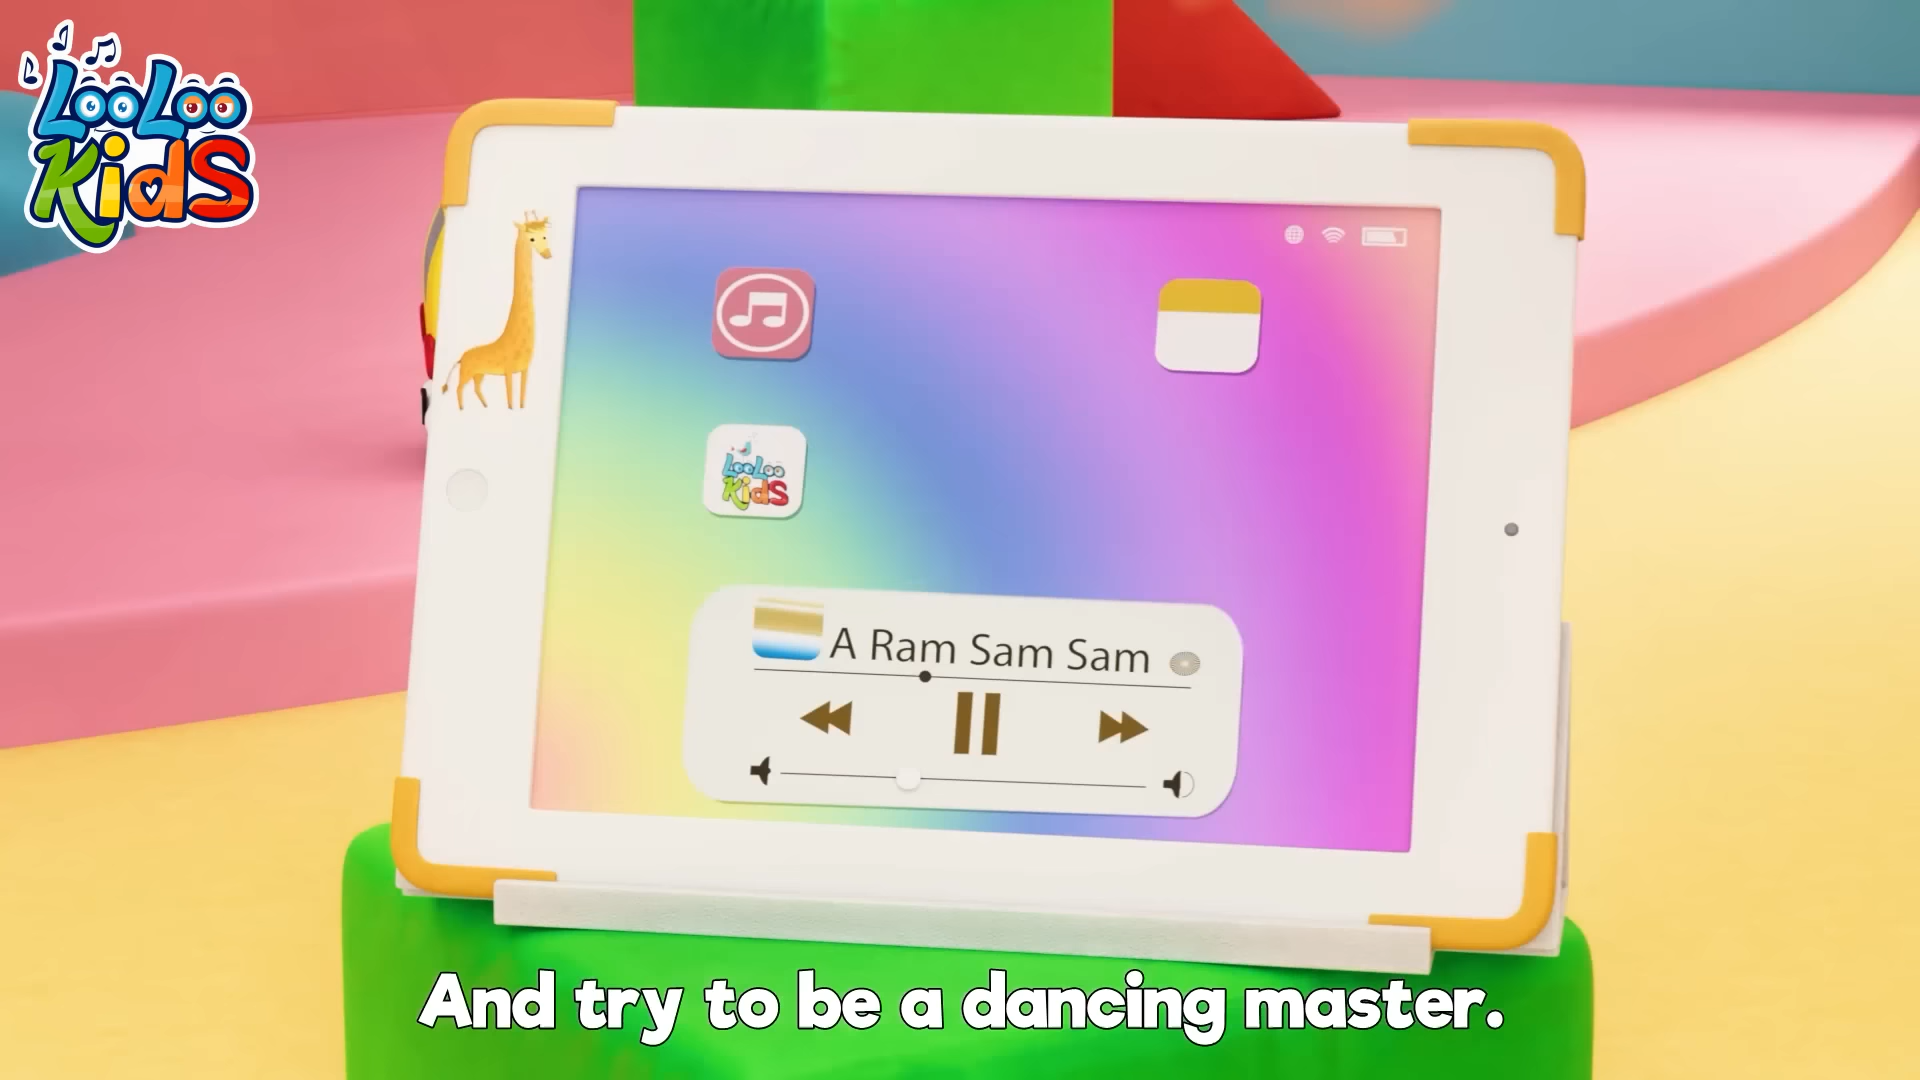 LooLoo
Kids
LooLoo
Kids
A Ram Sam Sam
And try to be a dancing master.